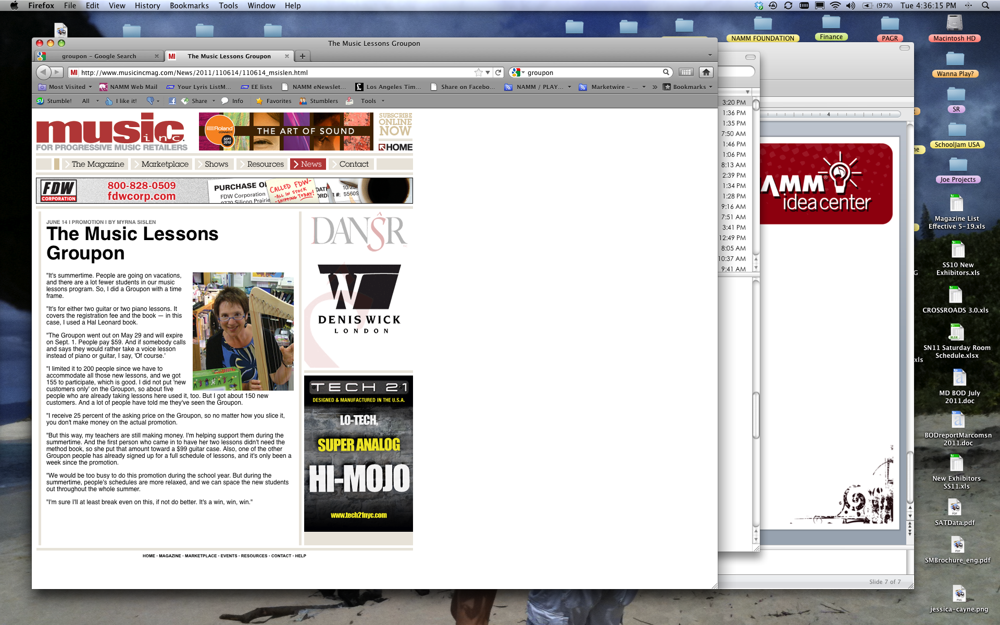 Firefox File Edit View History Bookmarks Tools Window Help
(97%) Tue 4:36:15 PM
The Music Lessons Groupon
groupon – Google Search
The Music Lessons Groupon
MI http://www.musicincmag.com/News/2011/110614/110614_msislen.html
groupon
Most Visited NAMM Web Mail Your Lyris ListM... EE lists NAMM eNewslet... Los Angeles Tim... Share on Facebo... NAMM / PLAY... Marketwire – ... » Bookmarks
Stumble! All I like it! Share Info Favorites Stumblers Tools
music inc.
FOR PROGRESSIVE MUSIC RETAILERS
Roland
CONNECT.
SEPT. 2010
THE ART OF SOUND
SUBSCRIBE
ONLINE
NOW
HOME
The Magazine Marketplace Shows Resources News Contact
FDW
CORPORATION
800-828-0509
fdwcorp.com
PURCHASE O
FDW Corporation
CALLED FDW-
-ALL IN STOCK
-SHIPPING TODAY!
#: 55609
JUNE 14 I PROMOTION I BY MYRNA SISLEN
The Music Lessons
Groupon
"It's summertime. People are going on vacations,
and there are a lot fewer students in our music
lessons program. So, I did a Groupon with a time
frame.
"It's for either two guitar or two piano lessons. It
covers the registration fee and the book — in this
case, I used a Hal Leonard book.
"The Groupon went out on May 29 and will expire
on Sept. 1. People pay $59. And if somebody calls
and says they would rather take a voice lesson
instead of piano or guitar, I say, 'Of course.'
"I limited it to 200 people since we have to
accommodate all those new lessons, and we got
155 to participate, which is good. I did not put 'new
customers only' on the Groupon, so about five
people who are already taking lessons here used it, too. But I got about 150 new
customers. And a lot of people have told me they've seen the Groupon.
"I receive 25 percent of the asking price on the Groupon, so no matter how you slice it,
you don't make money on the actual promotion.
"But this way, my teachers are still making money. I'm helping support them during the
summertime. And the first person who came in to have her two lessons didn't need the
method book, so she put that amount toward a $99 guitar case. Also, one of the other
Groupon people has already signed up for a full schedule of lessons, and it's only been a
week since the promotion.
"We would be too busy to do this promotion during the school year. But during the
summertime, people's schedules are more relaxed, and we can space the new students
out throughout the whole summer.
"I'm sure I'll at least break even on this, if not do better. It's a win, win, win."
DANSR
DENIS WICK
LONDON
TECH 21
DESIGNED & MANUFACTURED IN THE U.S.A.
LO-TECH,
SUPER ANALOG
HI-MOJO
www.tech21nyc.com
HOME - MAGAZINE - MARKETPLACE - EVENTS - RESOURCES - CONTACT - HELP
3:20 PM
1:36 PM
1:35 PM
7:50 AM
1:46 PM
1:06 PM
8:13 AM
2:39 PM
1:34 PM
1:28 PM
9:16 AM
7:51 AM
3:41 PM
12:49 PM
8:05 AM
10:37 AM
9:41 AM
4
AMM®
idea center
Slide 7 of 7
NAMM FOUNDATION
Finance
PAGR
Macintosh HD
Wanna Play?
SR
SchoolJam USA
Joe Projects
Magazine List
Effective 5-19.xls
SS10 New
Exhibitors.xls
CROSSROADS 3.0.xls
XLSX
SN11 Saturday Room
Schedule.xlsx
xls
MD BOD July
2011.doc
BODreportMarcomsn
2011.doc
New Exhibitors
SS11.xls
PDF
SATData.pdf
PDF
SMBrochure_eng.pdf
PNG
jessica-cayne.png